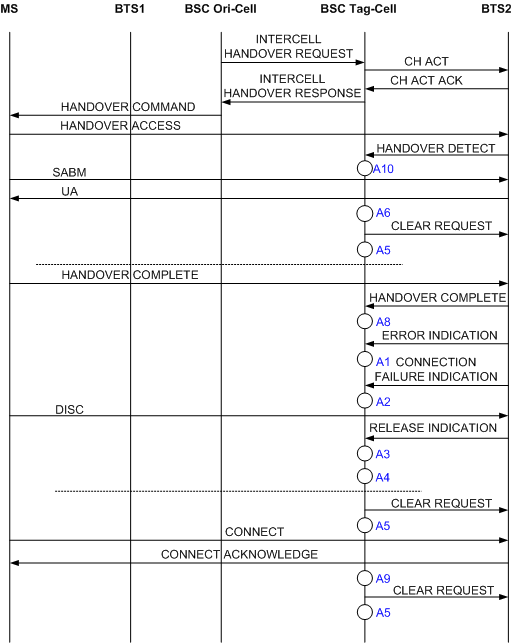 MS BTS1 BSC Ori-Cell BSC Tag-Cell BTS2
INTERCELL
HANDOVER REQUEST
CH ACT
INTERCELL
HANDOVER RESPONSE
CH ACT ACK
HANDOVER COMMAND
HANDOVER ACCESS
HANDOVER DETECT
A10
SABM
UA
A6
CLEAR REQUEST
A5
HANDOVER COMPLETE
HANDOVER COMPLETE
A8
ERROR INDICATION
A1 CONNECTION
FAILURE INDICATION
A2
DISC
RELEASE INDICATION
A3
A4
CLEAR REQUEST
A5
CONNECT
CONNECT ACKNOWLEDGE
A9
CLEAR REQUEST
A5